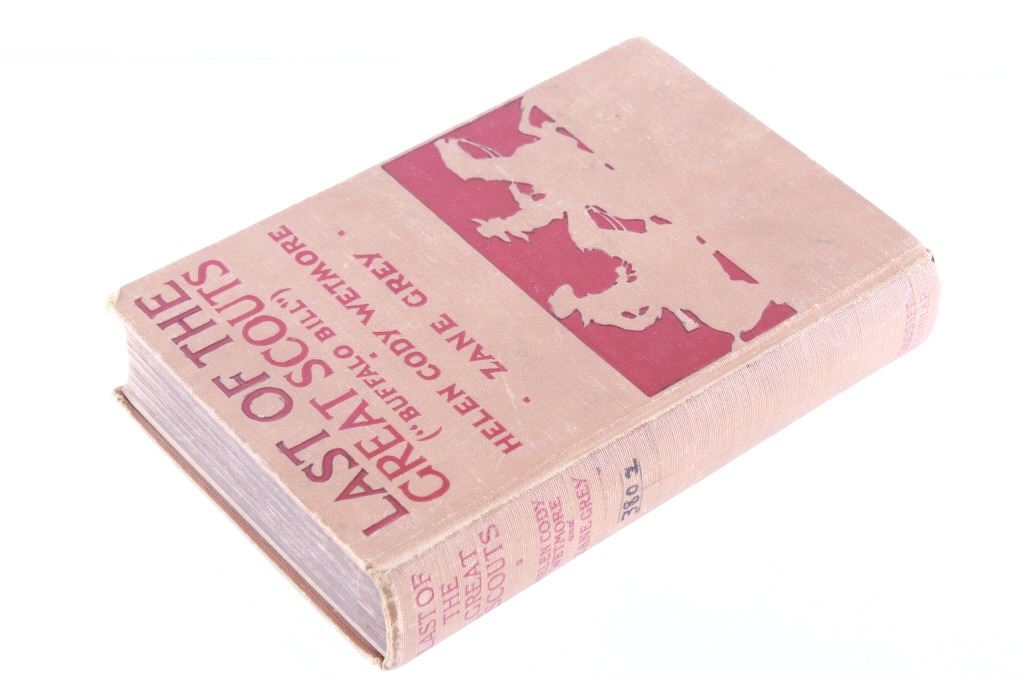 LAST OF THE
GREAT SCOUTS
("BUFFALO BILL")
HELEN CODY WETMORE
ZANE GREY
LAST OF
THE
GREAT
SCOUTS
HELEN CODY
WETMORE
and
ZANE GREY
3802